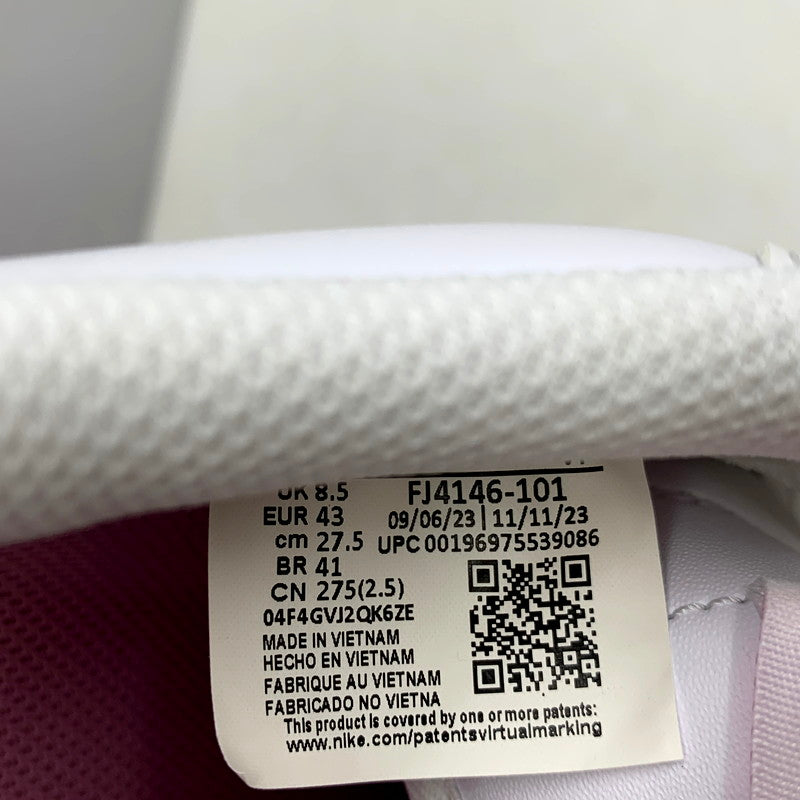 UK 8.5 FJ4146-101
EUR 43 09/06/23 | 11/11/23
cm 27.5 UPC 00196975539086
BR 41
CN 275(2.5)
04F4GVJ2QK6ZE
MADE IN VIETNAM
HECHO EN VIETNAM
FABRIQUE AU VIETNAM
FABRICADO NO VIETNA
This product is covered by one or more patents:
www.nike.com/patentsvirtualmarking